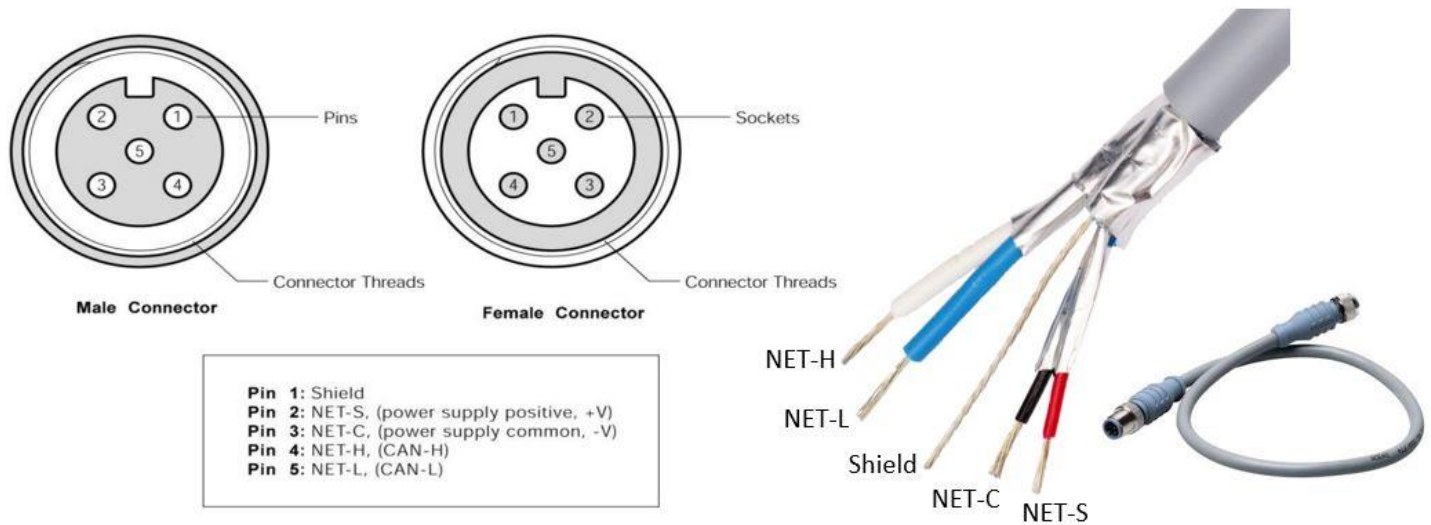 2
1
5
3
4
Pins
Connector Threads
Male Connector
1
2
5
4
3
Sockets
Connector Threads
Female Connector
Pin 1: Shield
Pin 2: NET-S, (power supply positive, +V)
Pin 3: NET-C, (power supply common, -V)
Pin 4: NET-H, (CAN-H)
Pin 5: NET-L, (CAN-L)
NET-H
NET-L
Shield
NET-C
NET-S